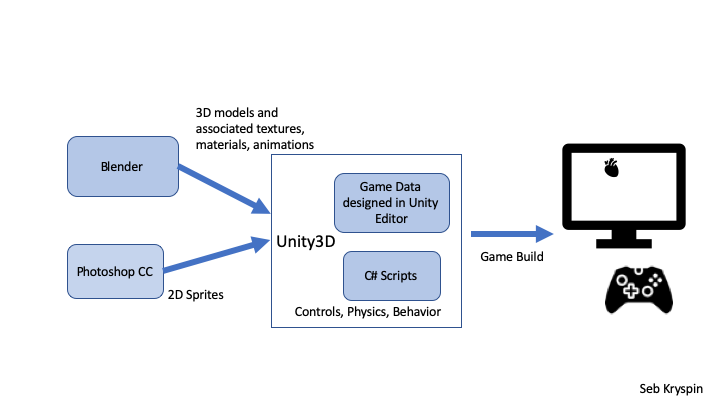 3D models and
associated textures,
materials, animations
Blender
Game Data
designed in Unity
Editor
Unity3D
Photoshop CC
2D Sprites
C# Scripts
Controls, Physics, Behavior
Game Build
Seb Kryspin